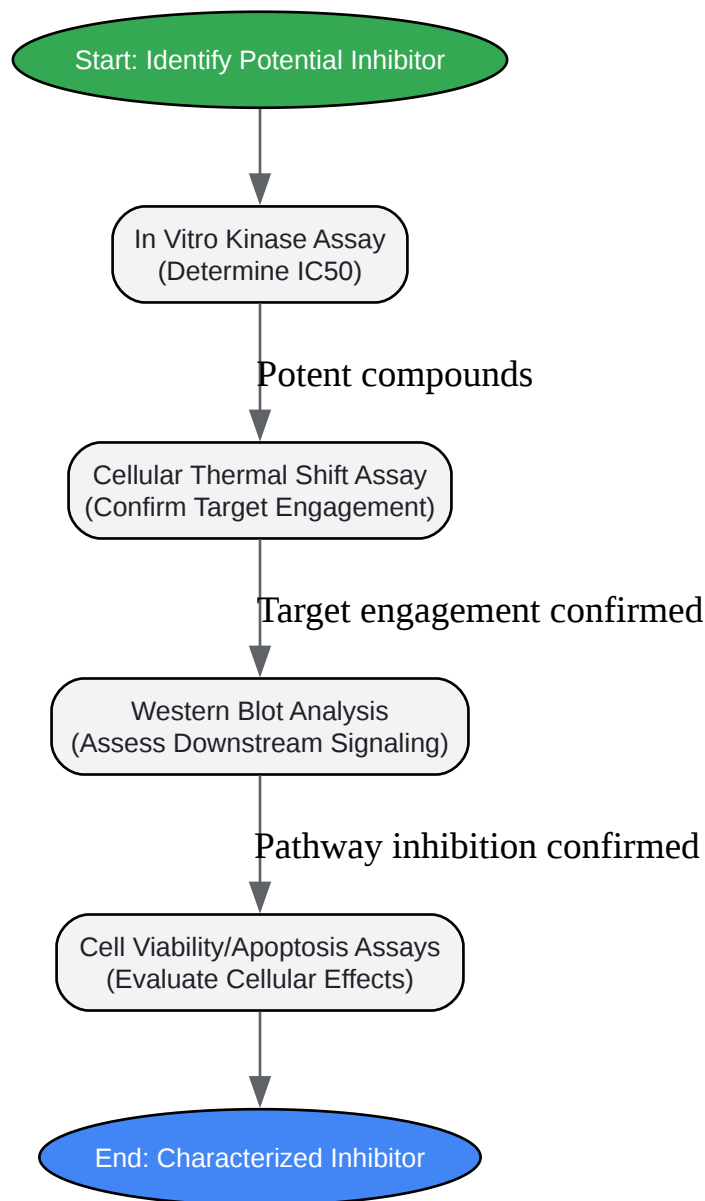 Start: Identify Potential Inhibitor
In Vitro Kinase Assay
(Determine IC50)
Potent compounds
Cellular Thermal Shift Assay
(Confirm Target Engagement)
Target engagement confirmed
Western Blot Analysis
(Assess Downstream Signaling)
Pathway inhibition confirmed
Cell Viability/Apoptosis Assays
(Evaluate Cellular Effects)
End: Characterized Inhibitor